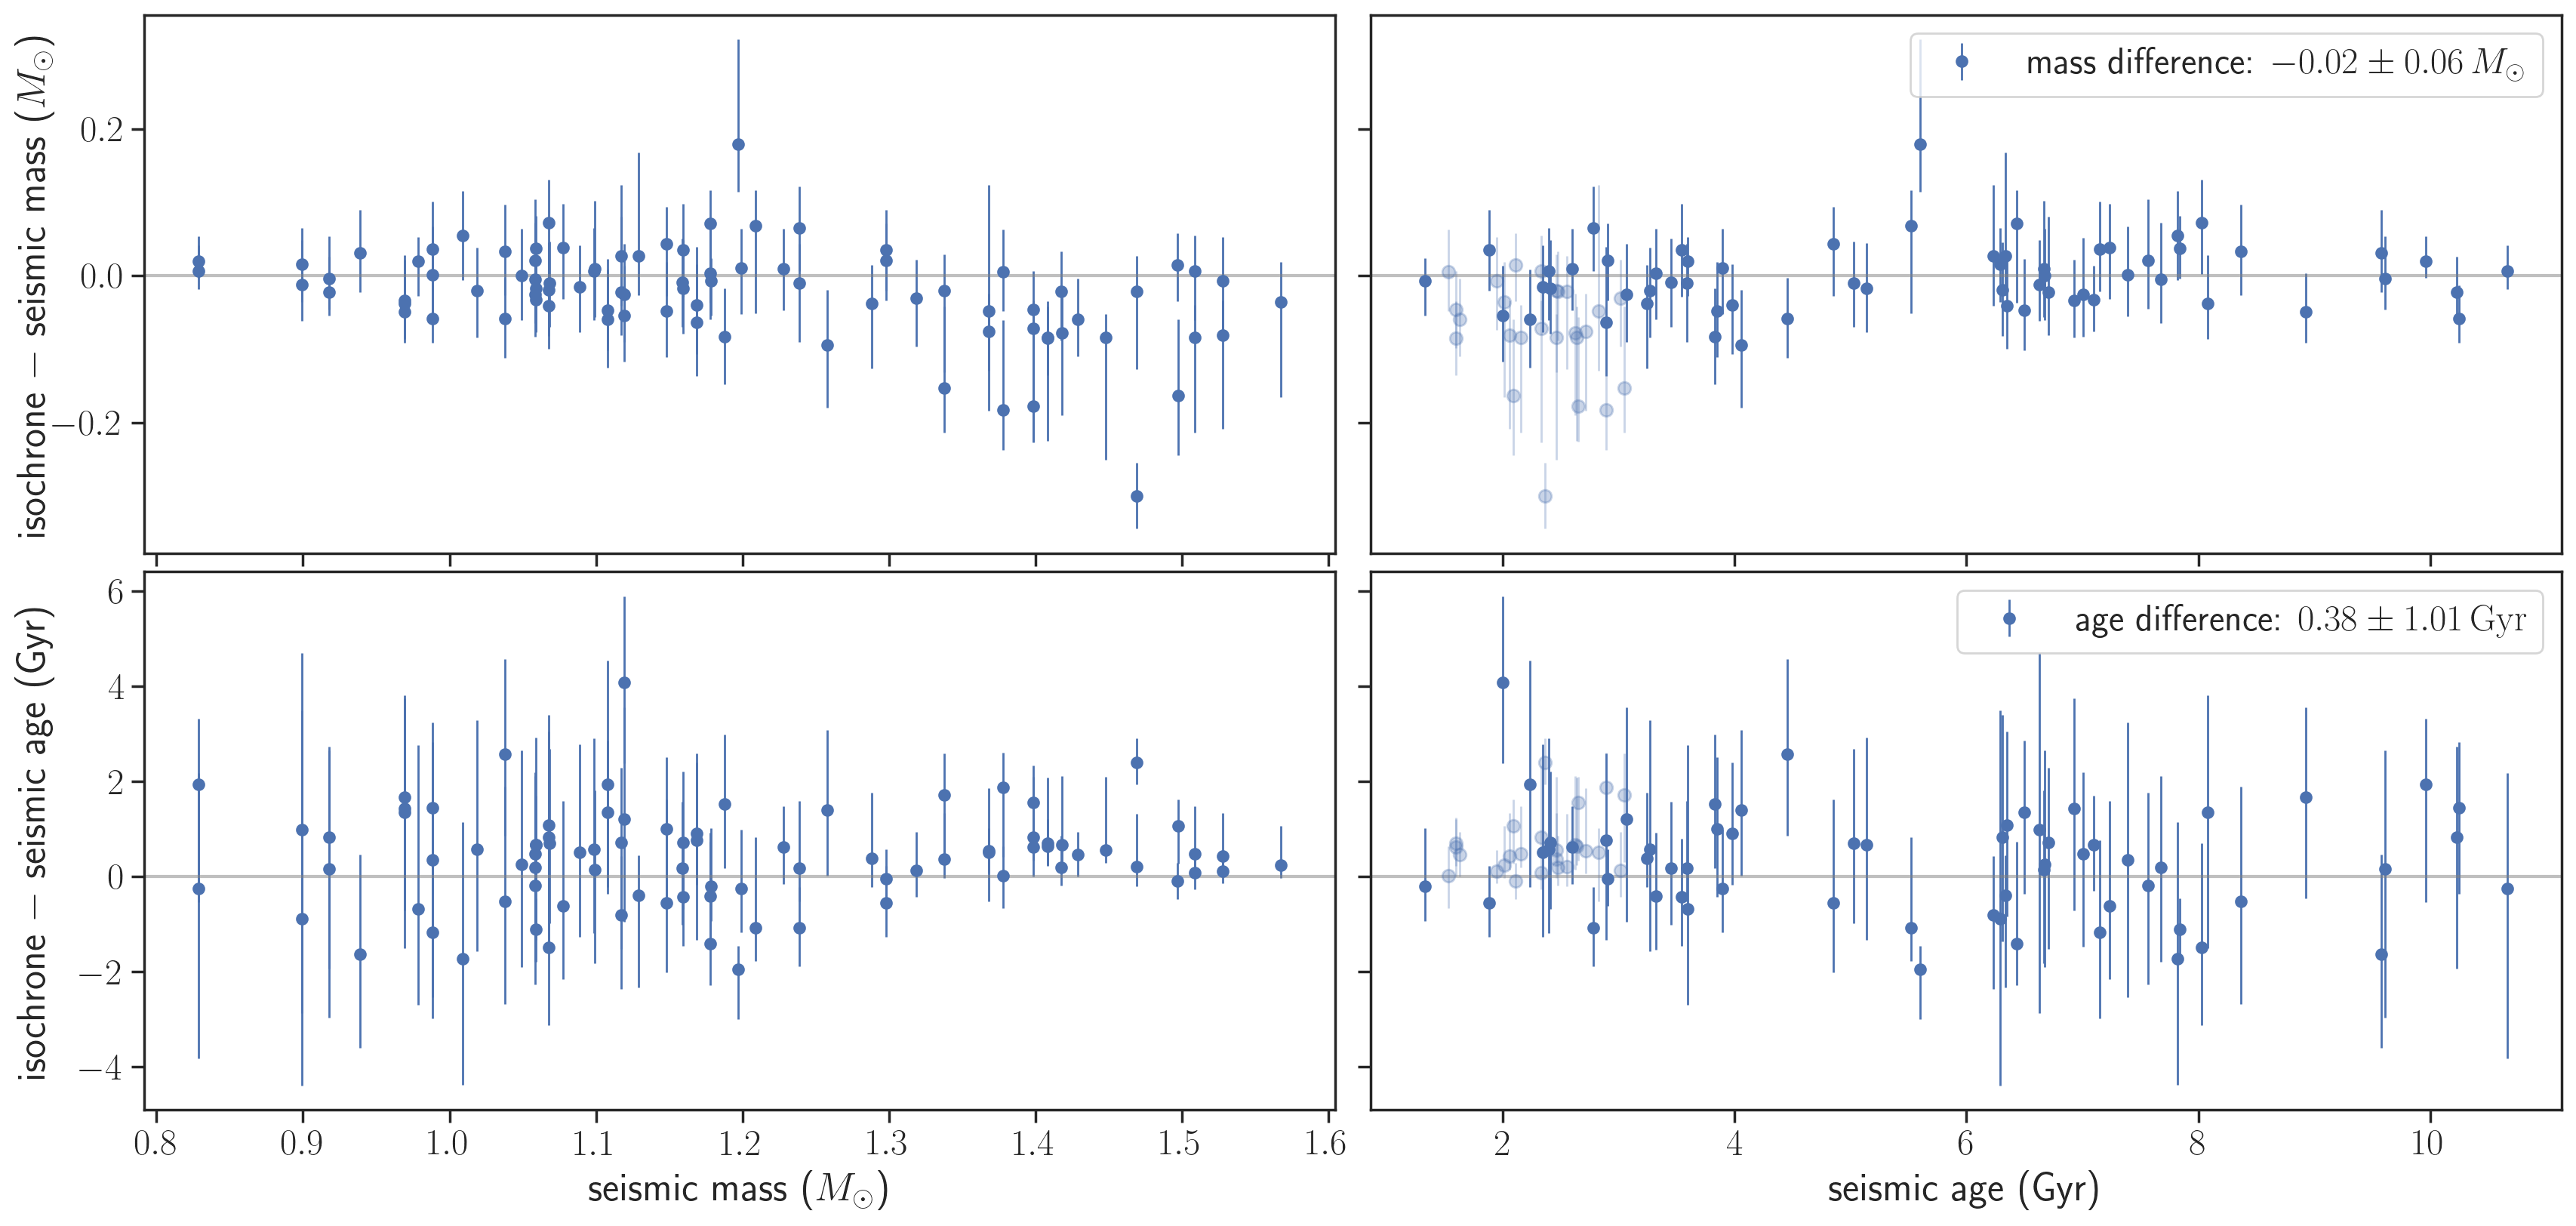 isochrone − seismic mass (M⊙)
0.2
0.0
−0.2
mass difference: −0.02 ± 0.06 M⊙
isochrone − seismic age (Gyr)
6
4
2
0
−2
−4
age difference: 0.38 ± 1.01 Gyr
0.8 0.9 1.0 1.1 1.2 1.3 1.4 1.5 1.6
2 4 6 8 10
seismic mass (M⊙)
seismic age (Gyr)